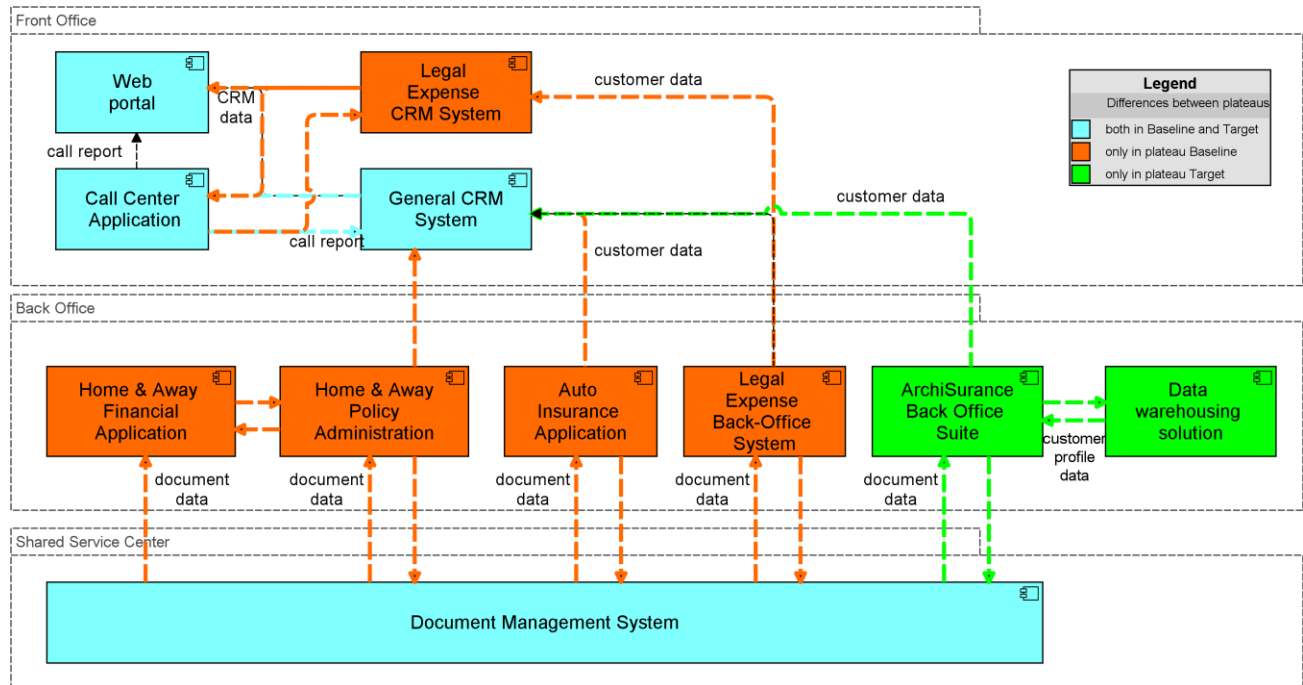 Front Office
Web
portal
Legal
Expense
CRM System
customer data
CRM
data
call report
Call Center
Application
General CRM
System
call report
customer data
customer data
Legend
Differences between plateaus
both in Baseline and Target
only in plateau Baseline
only in plateau Target
Back Office
Home & Away
Financial
Application
Home & Away
Policy
Administration
Auto
Insurance
Application
Legal
Expense
Back-Office
System
ArchiSurance
Back Office
Suite
Data
warehousing
solution
customer
profile
data
document
data
document
data
document
data
document
data
document
data
Shared Service Center
Document Management System